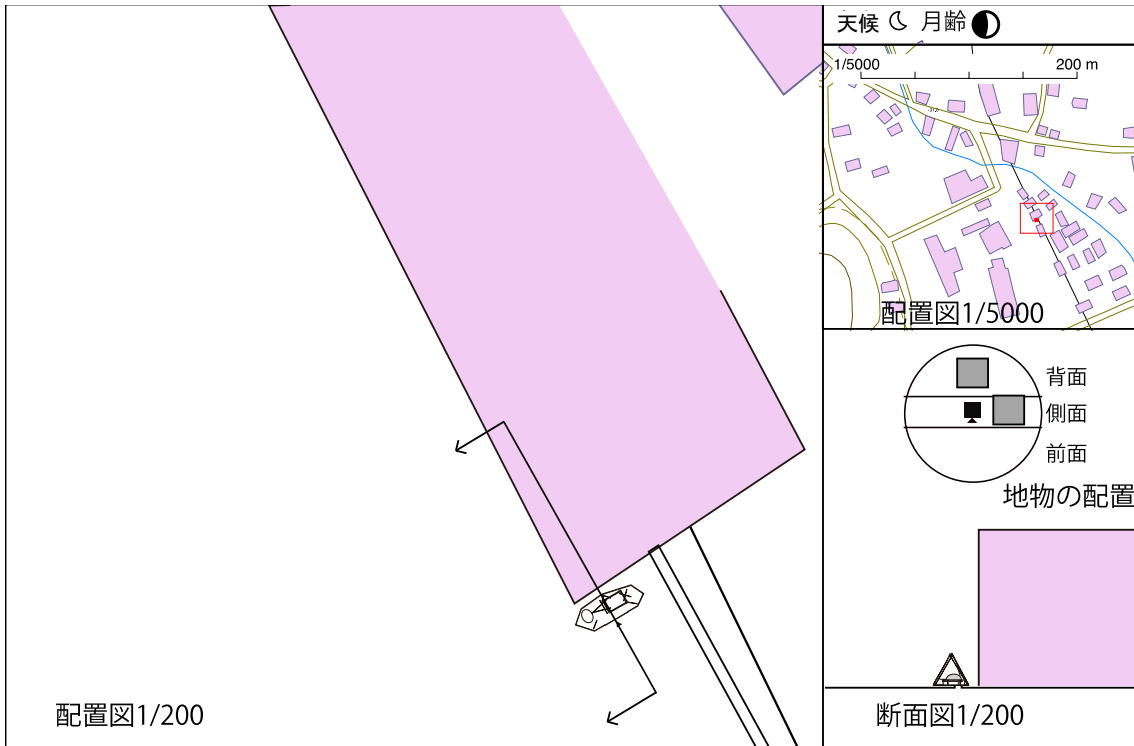 天候 月齢
1/5000 200 m
配置図1/5000
背面
側面
前面
地物の配置
配置図1/200
断面図1/200